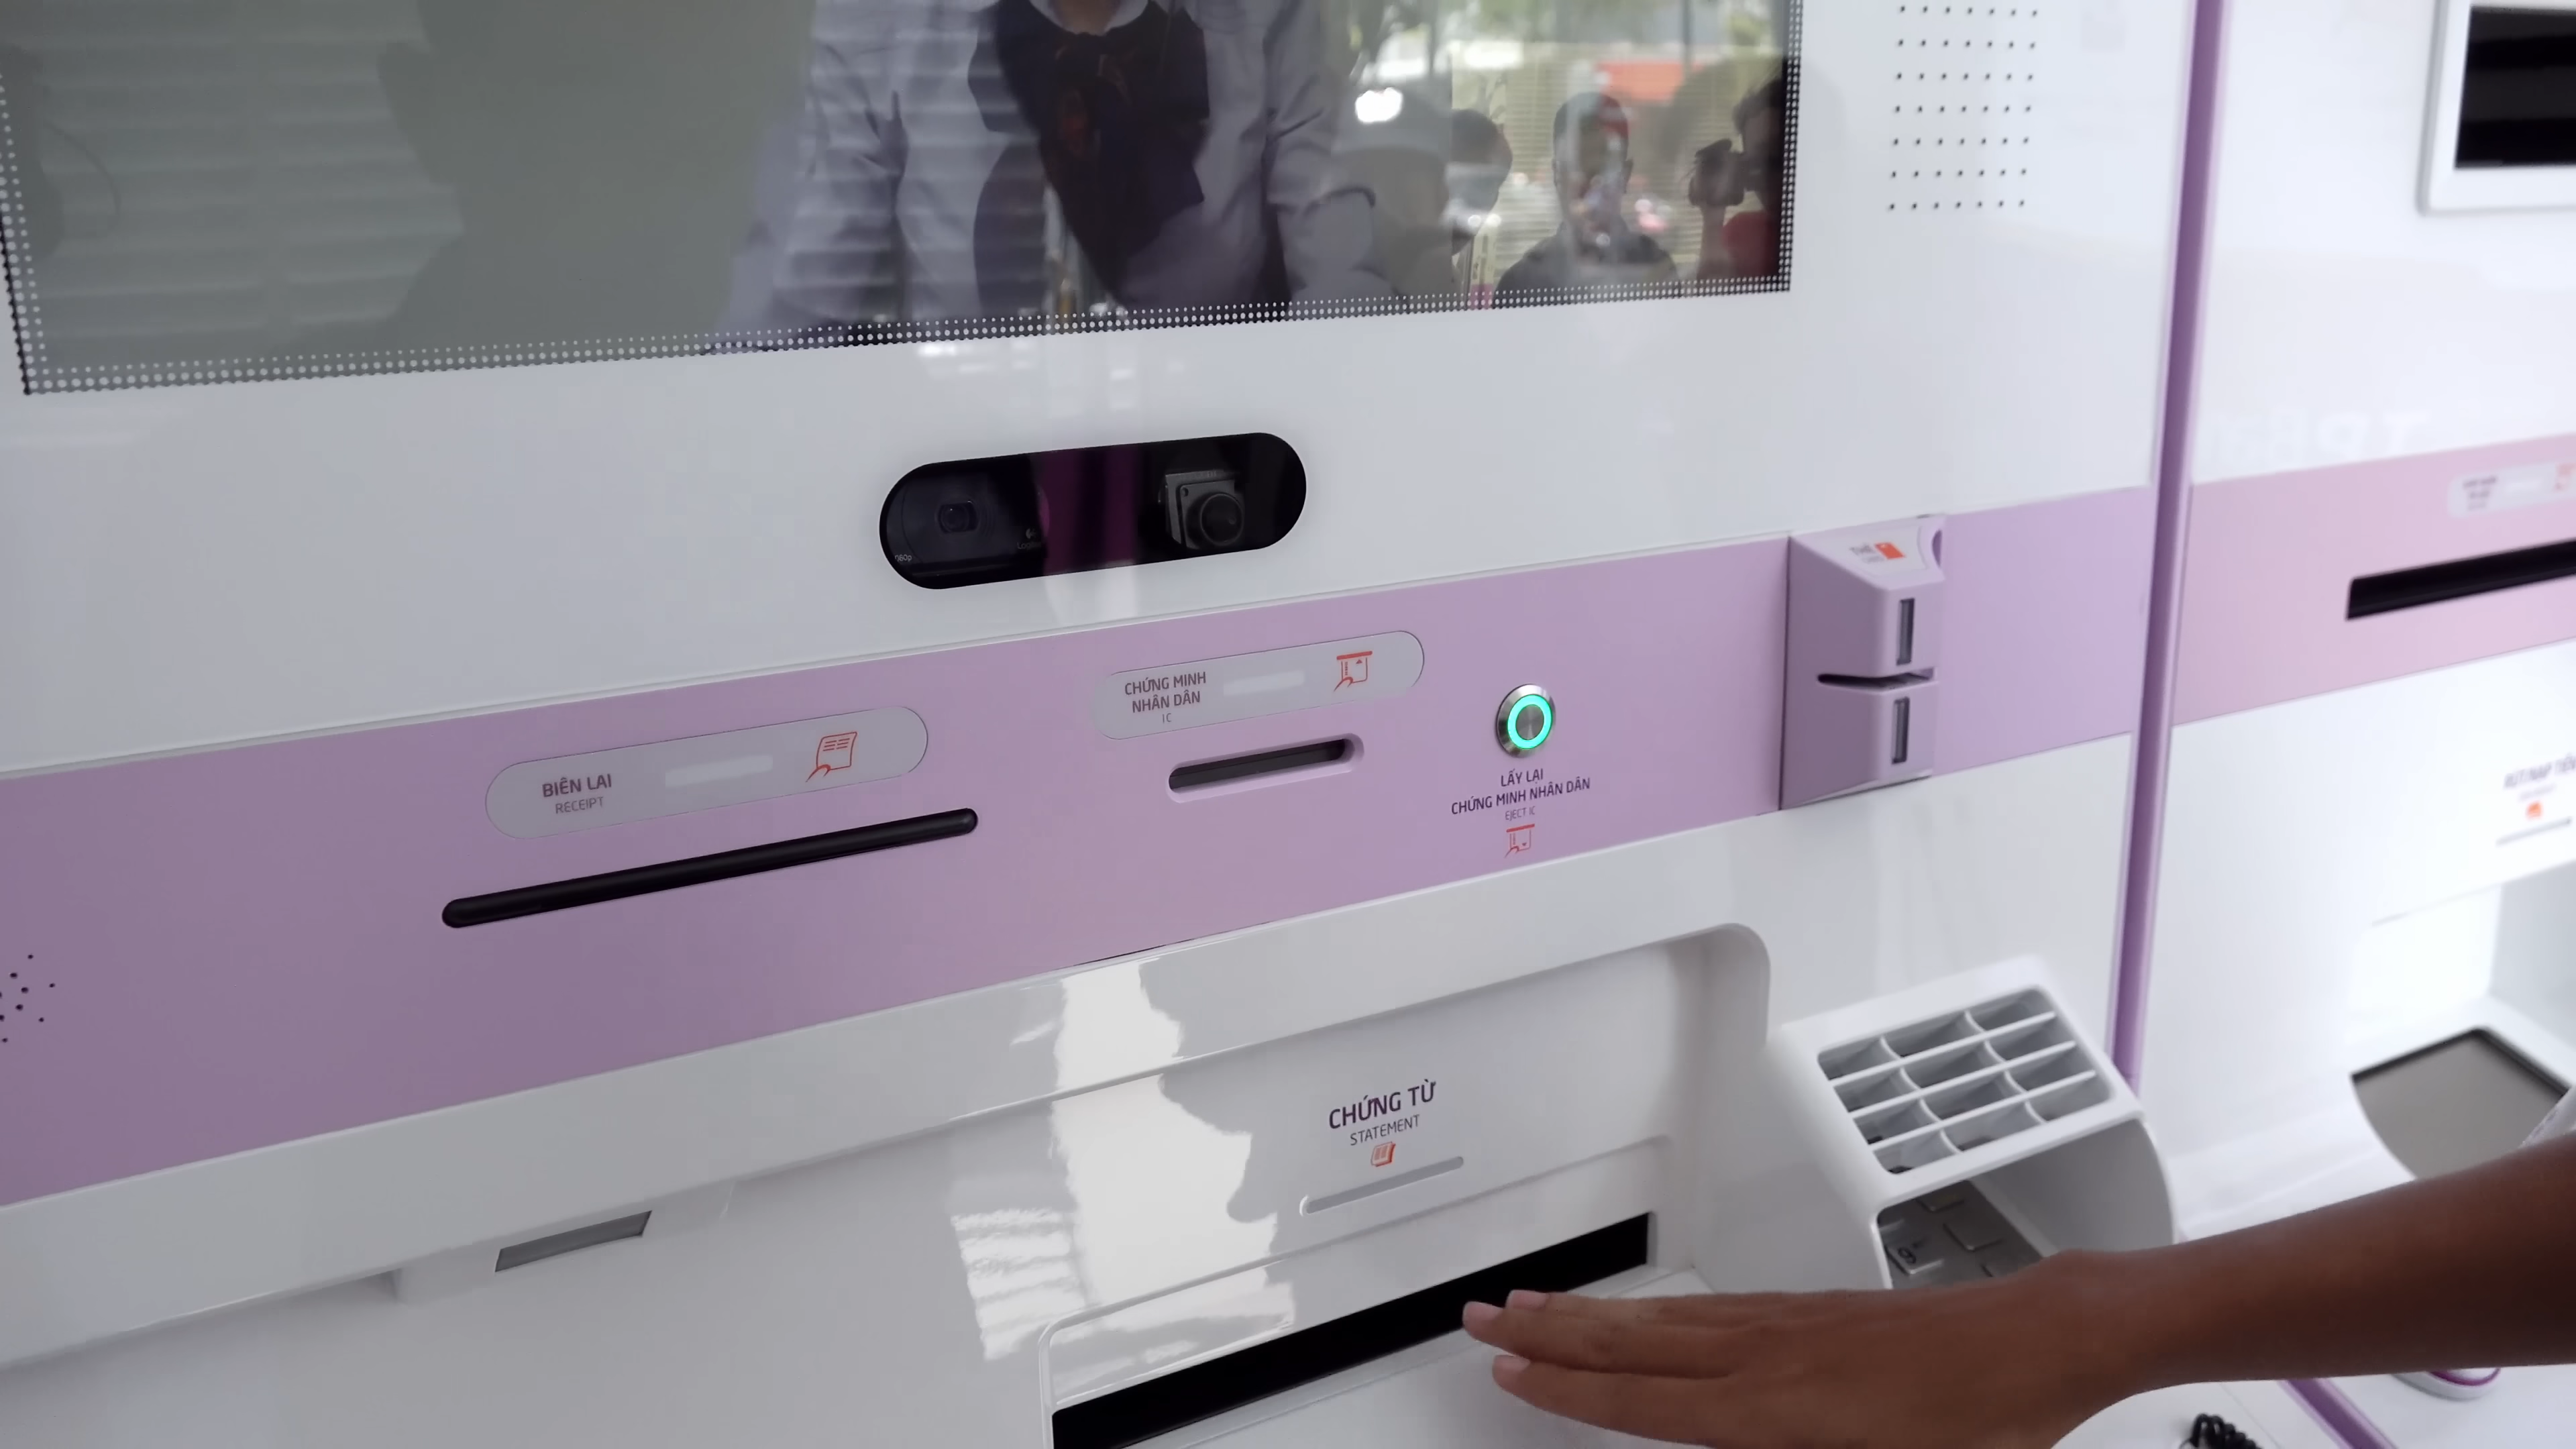 CHỨNG MINH
NHÂN DÂN
IC
BIÊN LAI
RECEIPT
LẤY LẠI
CHỨNG MINH NHÂN DÂN
EJECT IC
CHỨNG TỪ
STATEMENT
9